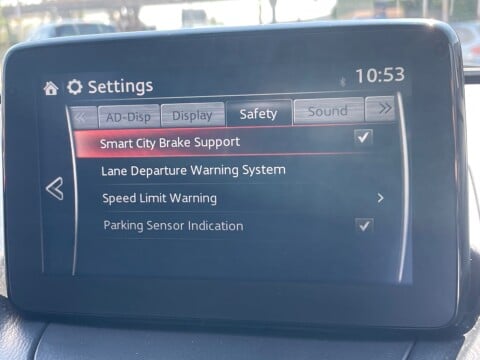 Settings
10:53
AD-Disp Display Safety Sound
Smart City Brake Support
Lane Departure Warning System
Speed Limit Warning
Parking Sensor Indication